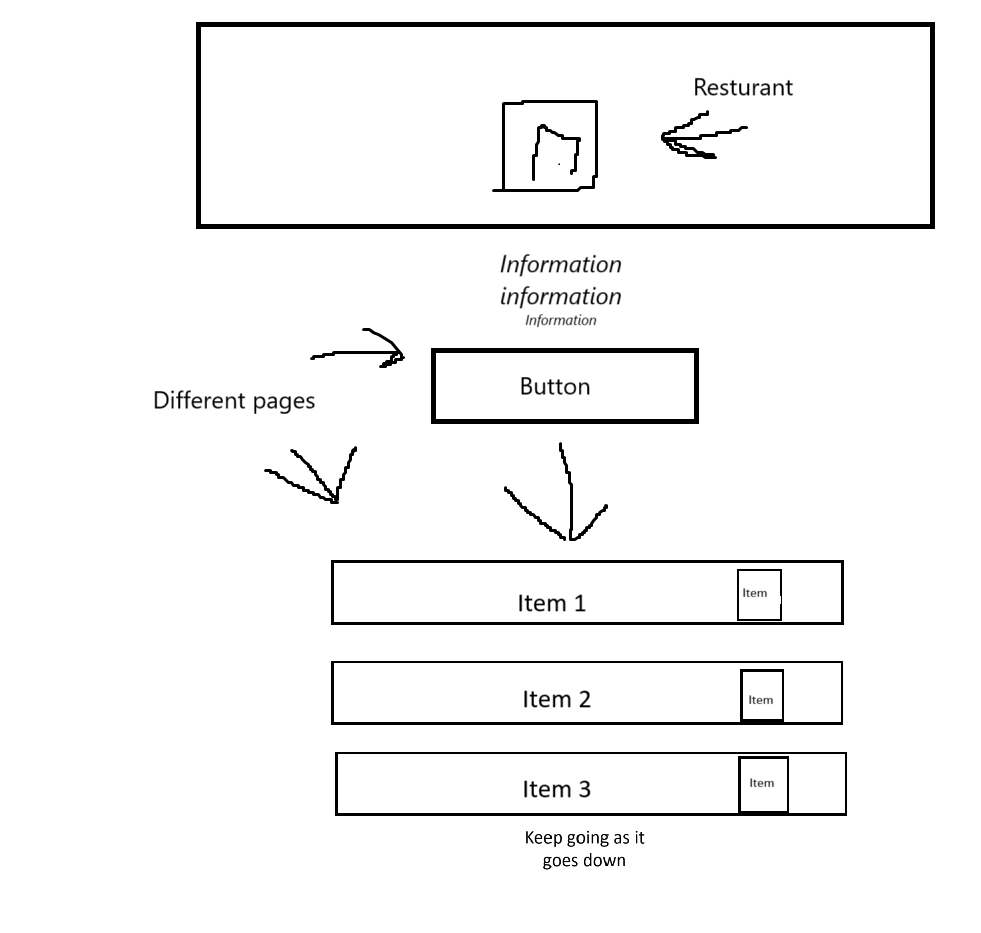 Resturant
Information
information
Information
Button
Different pages
Item 1
Item
Item 2
Item
Item 3
Item
Keep going as it
goes down